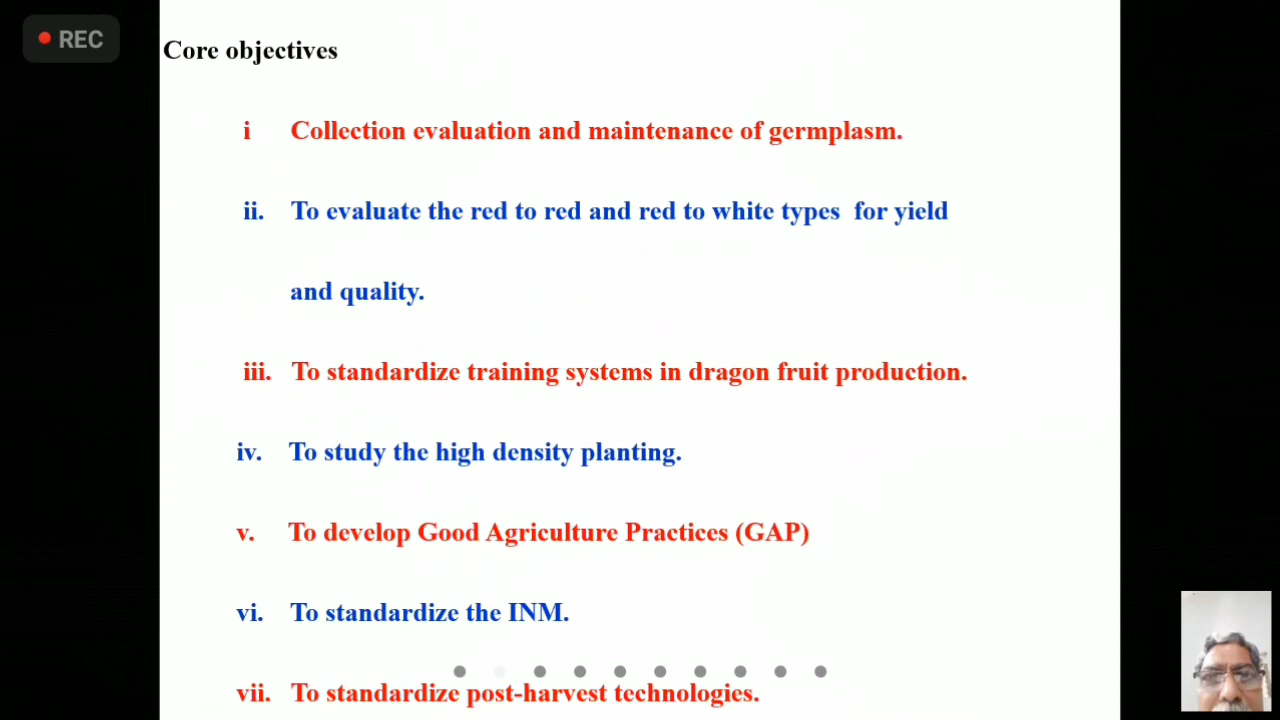 REC
Core objectives
i Collection evaluation and maintenance of germplasm.
ii. To evaluate the red to red and red to white types for yield
and quality.
iii. To standardize training systems in dragon fruit production.
iv. To study the high density planting.
v. To develop Good Agriculture Practices (GAP)
vi. To standardize the INM.
vii. To standardize post-harvest technologies.